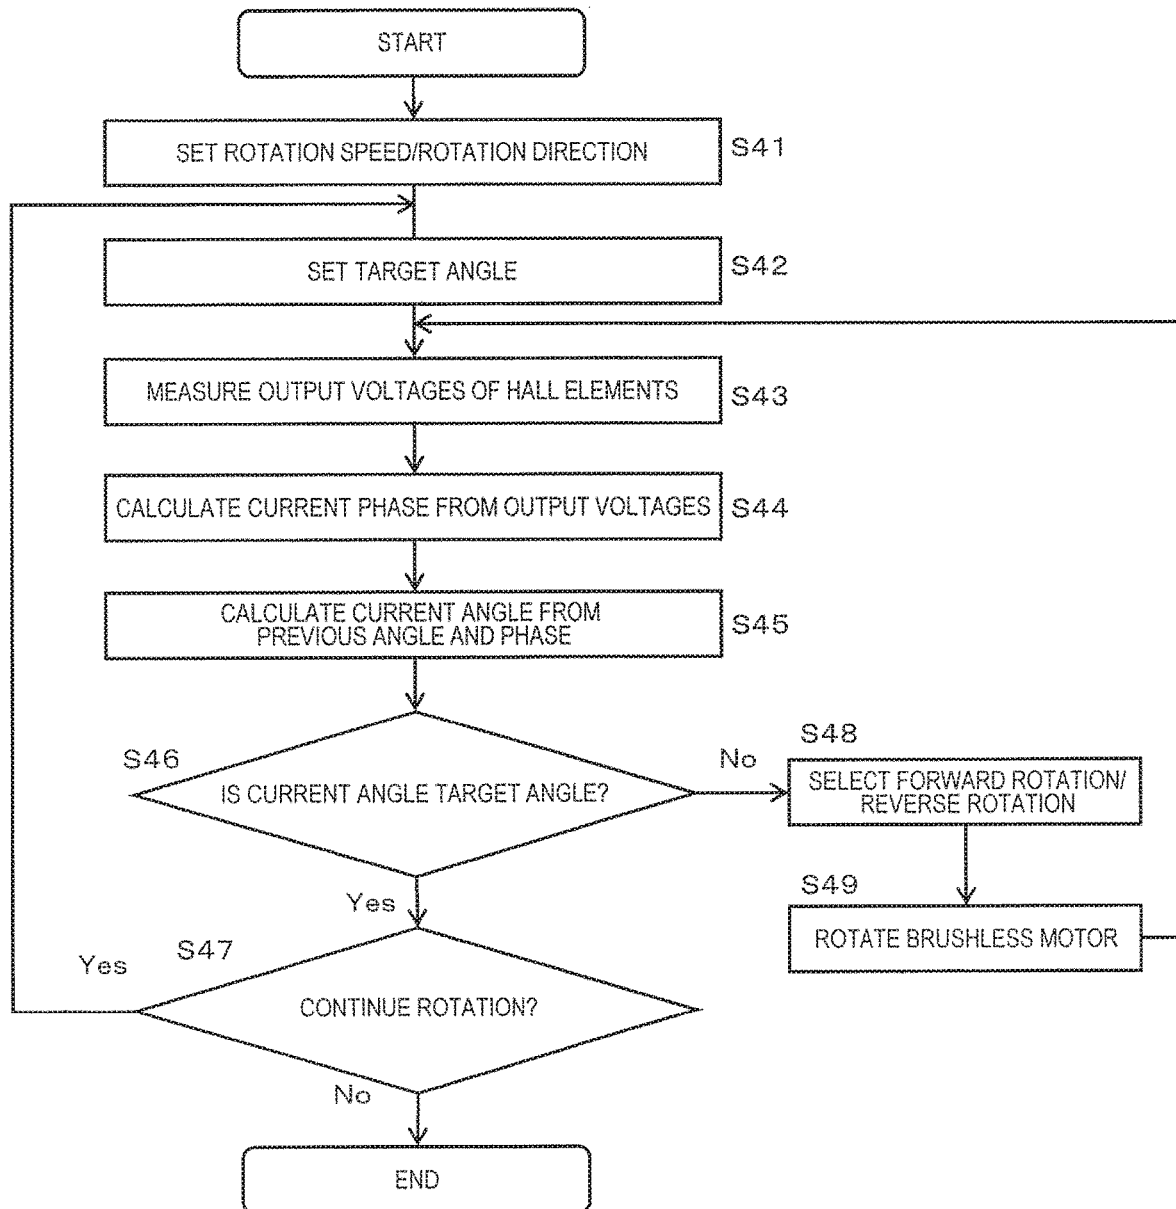 START
SET ROTATION SPEED/ROTATION DIRECTION
S41
SET TARGET ANGLE
S42
MEASURE OUTPUT VOLTAGES OF HALL ELEMENTS
S43
CALCULATE CURRENT PHASE FROM OUTPUT VOLTAGES
S44
CALCULATE CURRENT ANGLE FROM
PREVIOUS ANGLE AND PHASE
S45
S46
IS CURRENT ANGLE TARGET ANGLE?
No
S48
SELECT FORWARD ROTATION/
REVERSE ROTATION
Yes
S49
ROTATE BRUSHLESS MOTOR
S47
Yes
CONTINUE ROTATION?
No
END